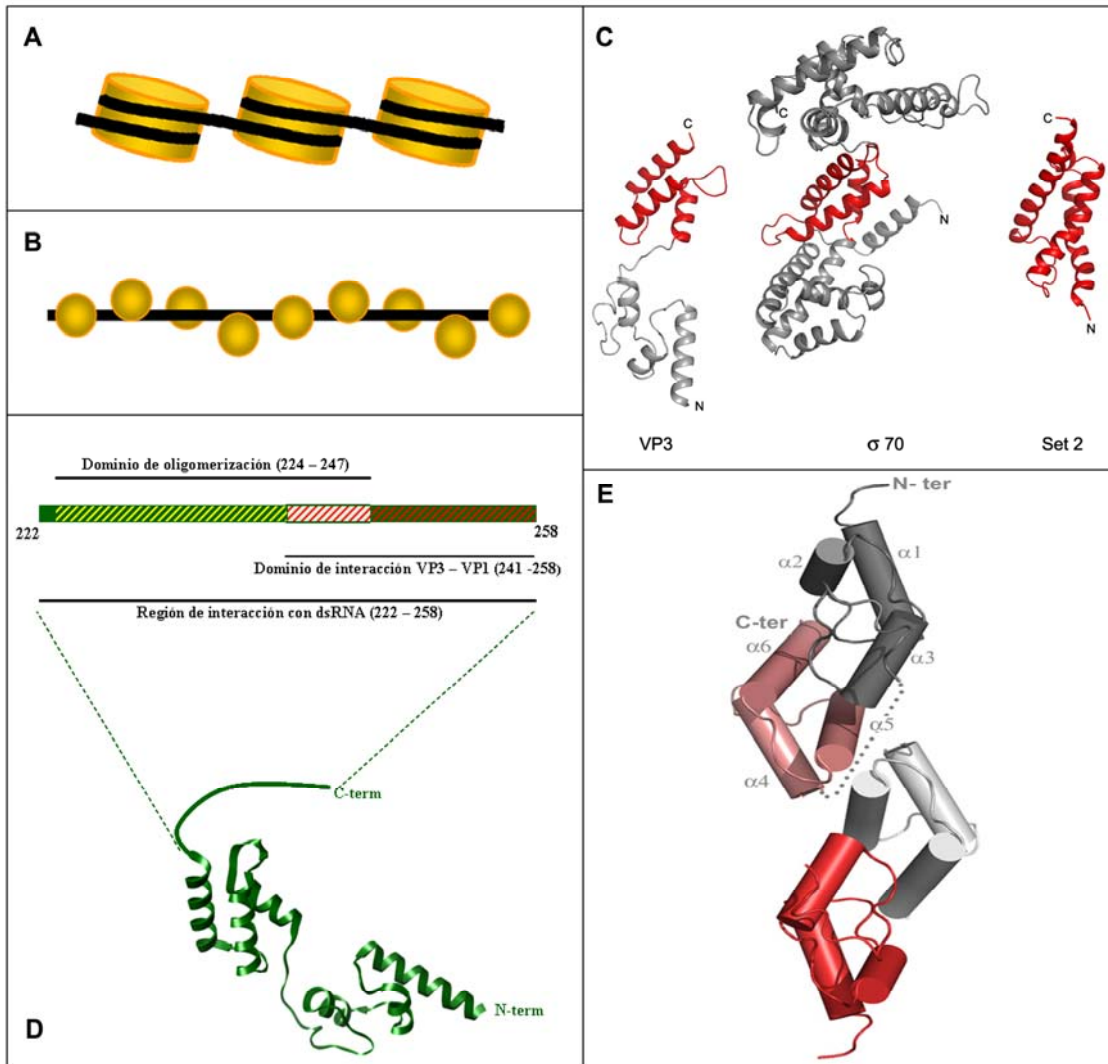 A
B
Dominio de oligomerización (224 – 247)
222
258
Dominio de interacción VP3 – VP1 (241 -258)
Región de interacción con dsRNA (222 – 258)
C-term
N-term
D
C
C
N
C
N
C
N
VP3
σ 70
Set 2
E
N- ter
α1
α2
C-ter
α6
α3
α5
α4